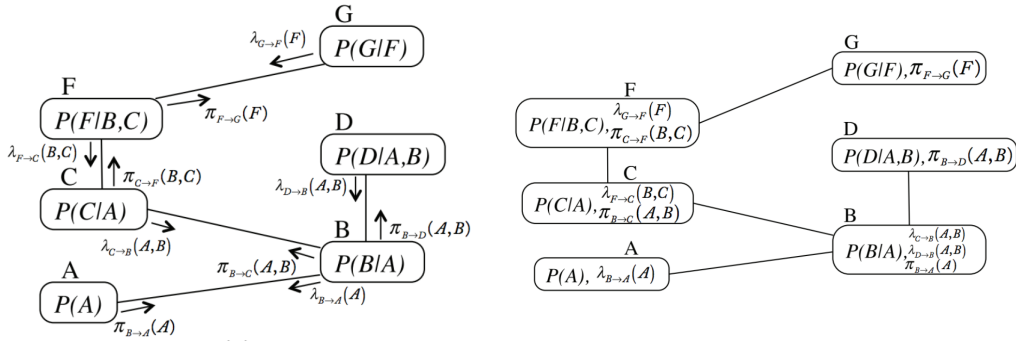 G
P(G|F)
λ_{G→F}(F)
F
P(F|B,C)
π_{F→G}(F)
λ_{F→C}(B,C)
π_{C→F}(B,C)
D
P(D|A,B)
λ_{D→B}(A,B)
π_{B→D}(A,B)
C
P(C|A)
λ_{C→B}(A,B)
B
P(B|A)
π_{B→C}(A,B)
λ_{B→A}(A)
A
P(A)
π_{B→A}(A)
G
P(G|F), π_{F→G}(F)
F
P(F|B,C), λ_{G→F}(F)
π_{C→F}(B,C)
D
P(D|A,B), π_{B→D}(A,B)
C
P(C|A), λ_{F→C}(B,C)
π_{B→C}(A,B)
B
λ_{C→B}(A,B)
P(B|A), λ_{D→B}(A,B)
π_{B→A}(A)
A
P(A), λ_{B→A}(A)